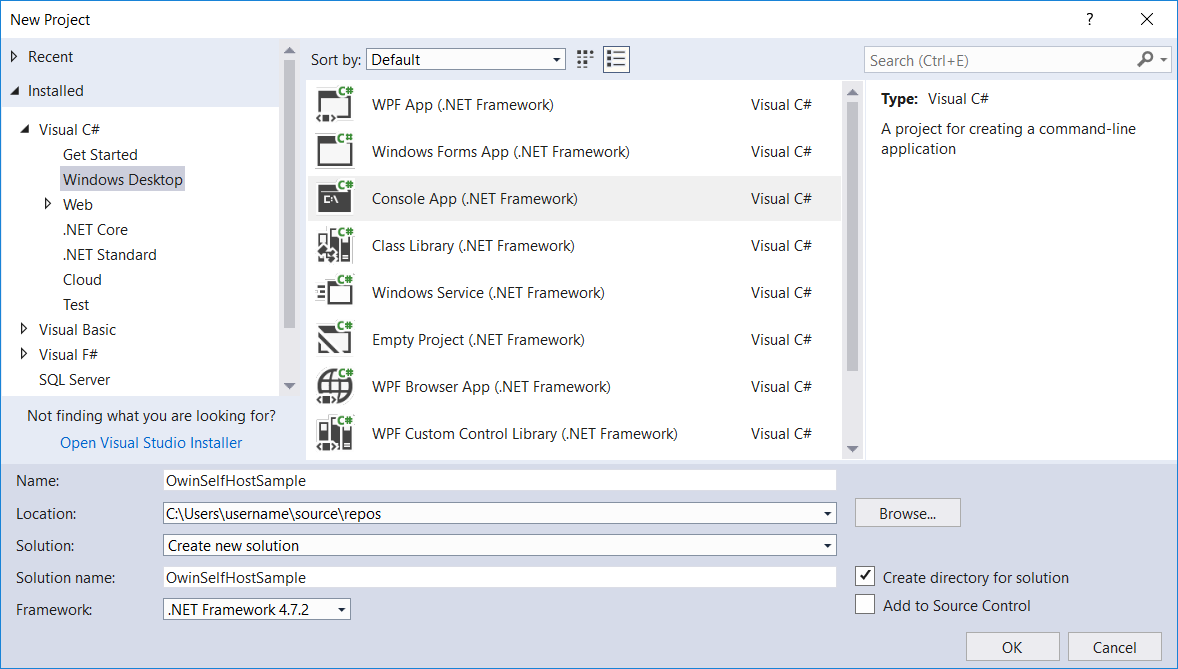 New Project
?
Recent
Installed
Visual C#
Get Started
Windows Desktop
Web
.NET Core
.NET Standard
Cloud
Test
Visual Basic
Visual F#
SQL Server
Not finding what you are looking for?
Open Visual Studio Installer
Sort by: Default
C# WPF App (.NET Framework) Visual C#
C# Windows Forms App (.NET Framework) Visual C#
C# C:\ Console App (.NET Framework) Visual C#
C# Class Library (.NET Framework) Visual C#
C# Windows Service (.NET Framework) Visual C#
C# Empty Project (.NET Framework) Visual C#
C# WPF Browser App (.NET Framework) Visual C#
C# WPF Custom Control Library (.NET Framework) Visual C#
Search (Ctrl+E)
Type: Visual C#
A project for creating a command-line
application
Name: OwinSelfHostSample
Location: C:\Users\username\source\repos
Browse...
Solution: Create new solution
Solution name: OwinSelfHostSample
Create directory for solution
Framework: .NET Framework 4.7.2
Add to Source Control
OK
Cancel